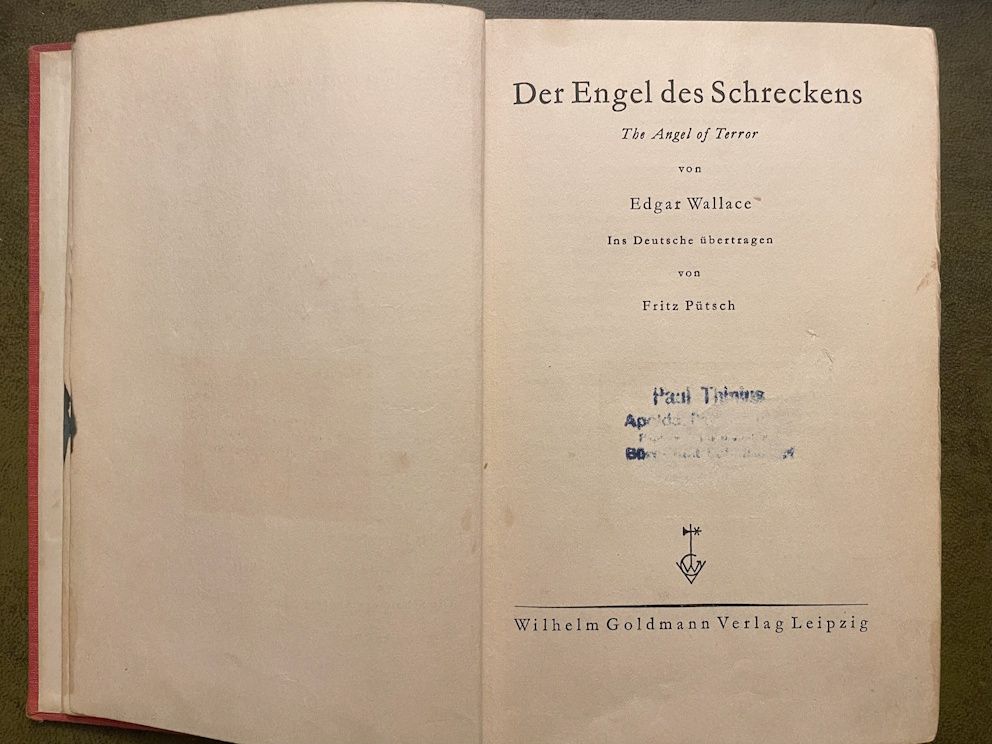 Der Engel des Schreckens
The Angel of Terror
von
Edgar Wallace
Ins Deutsche übertragen
von
Fritz Pütsch
Paul Thinius
Apolda
Wilhelm Goldmann Verlag Leipzig